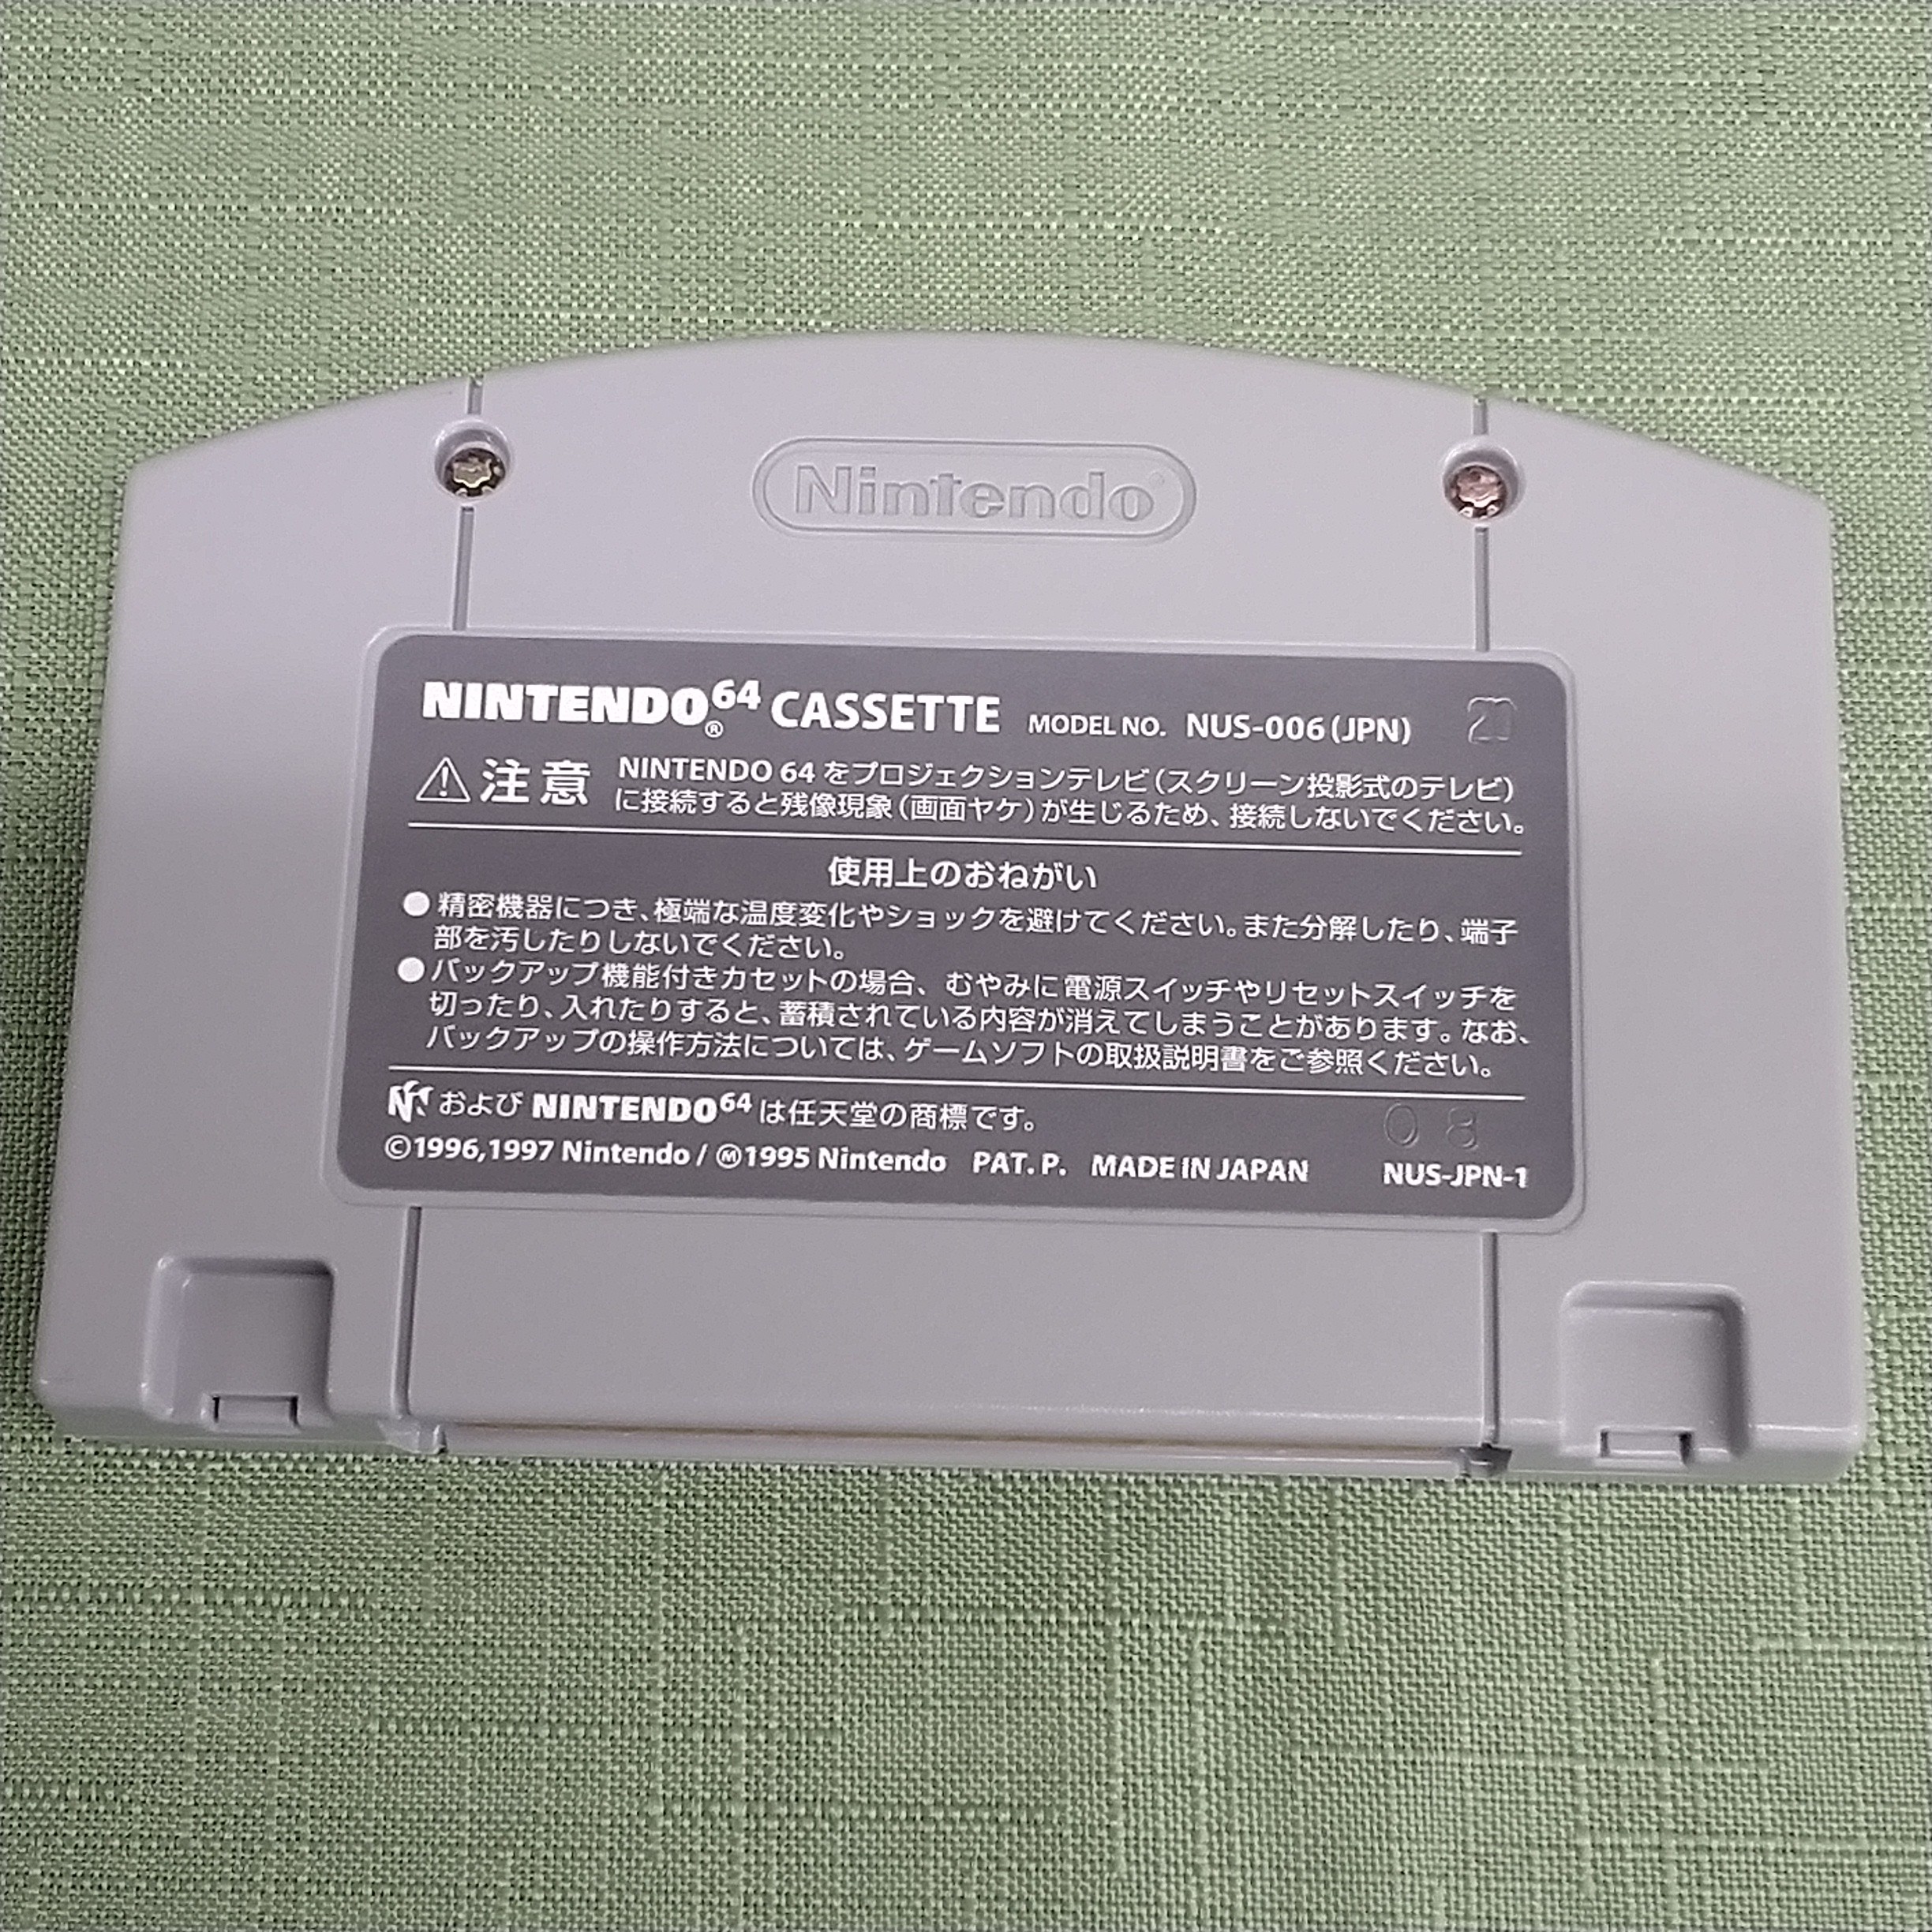 Nintendo
NINTENDO64® CASSETTE MODEL NO. NUS-006(JPN)
⚠注意 NINTENDO 64 をプロジェクションテレビ(スクリーン投影式のテレビ)
に接続すると残像現象(画面ヤケ)が生じるため、接続しないでください。
使用上のおねがい
●精密機器につき、極端な温度変化やショックを避けてください。また分解したり、端子
部を汚したりしないでください。
●バックアップ機能付きカセットの場合、むやみに電源スイッチやリセットスイッチを
切ったり、入れたりすると、蓄積されている内容が消えてしまうことがあります。なお、
バックアップの操作方法については、ゲームソフトの取扱説明書をご参照ください。
および NINTENDO64 は任天堂の商標です。
08
©1996,1997 Nintendo / Ⓜ1995 Nintendo PAT. P. MADE IN JAPAN NUS-JPN-1